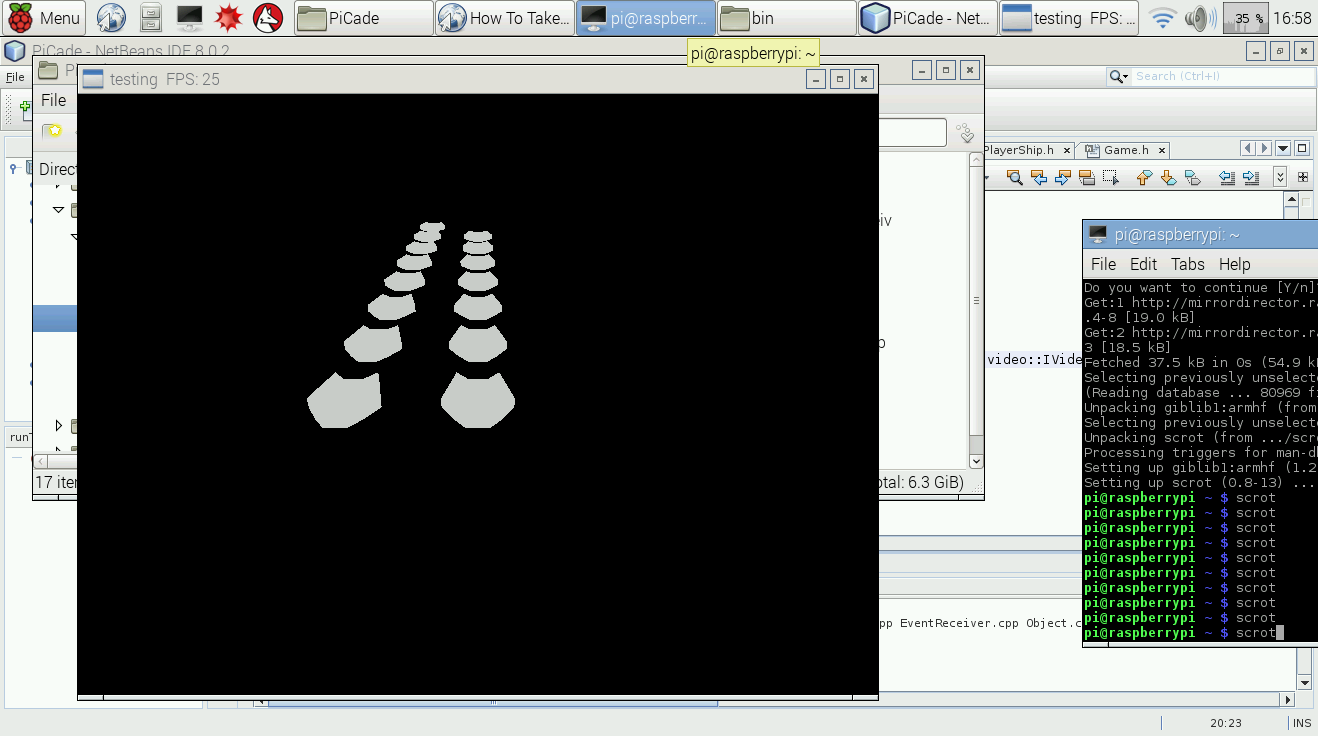 Menu
PiCade
How To Take...
pi@raspberr...
bin
PiCade - Net...
testing FPS:...
35 %
16:58
PiCade - NetBeans IDE 8.0.2
pi@raspberrypi: ~
File
Search (Ctrl+I)
testing FPS: 25
File
PlayerShip.h
Game.h
Direct
pi@raspberrypi: ~
File Edit Tabs Help
Do you want to continue [Y/n]
Get:1 http://mirrordirector.ra
.4-8 [19.0 kB]
Get:2 http://mirrordirector.ra
3 [18.5 kB]
Fetched 37.5 kB in 0s (54.9 k
Selecting previously unselecte
(Reading database ... 80969 fi
Unpacking giblib1:armhf (from
Selecting previously unselecte
Unpacking scrot (from .../scro
Processing triggers for man-d
Setting up giblib1:armhf (1.2
Setting up scrot (0.8-13) ...
pi@raspberrypi ~ $ scrot
pi@raspberrypi ~ $ scrot
pi@raspberrypi ~ $ scrot
pi@raspberrypi ~ $ scrot
pi@raspberrypi ~ $ scrot
pi@raspberrypi ~ $ scrot
pi@raspberrypi ~ $ scrot
pi@raspberrypi ~ $ scrot
pi@raspberrypi ~ $ scrot
pi@raspberrypi ~ $ scrot
video::IVide
17 iter
otal: 6.3 GiB)
pp EventReceiver.cpp Object.c
20:23
INS